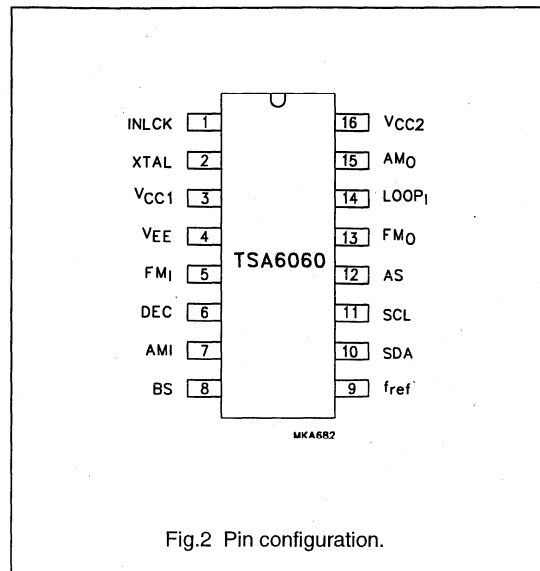 INLCK 1 16 VCC2
XTAL 2 15 AMO
VCC1 3 14 LOOPI
VEE 4 13 FMO
TSA6060
FMI 5 12 AS
DEC 6 11 SCL
AMI 7 10 SDA
BS 8 9 fref
MKA682
Fig.2 Pin configuration.